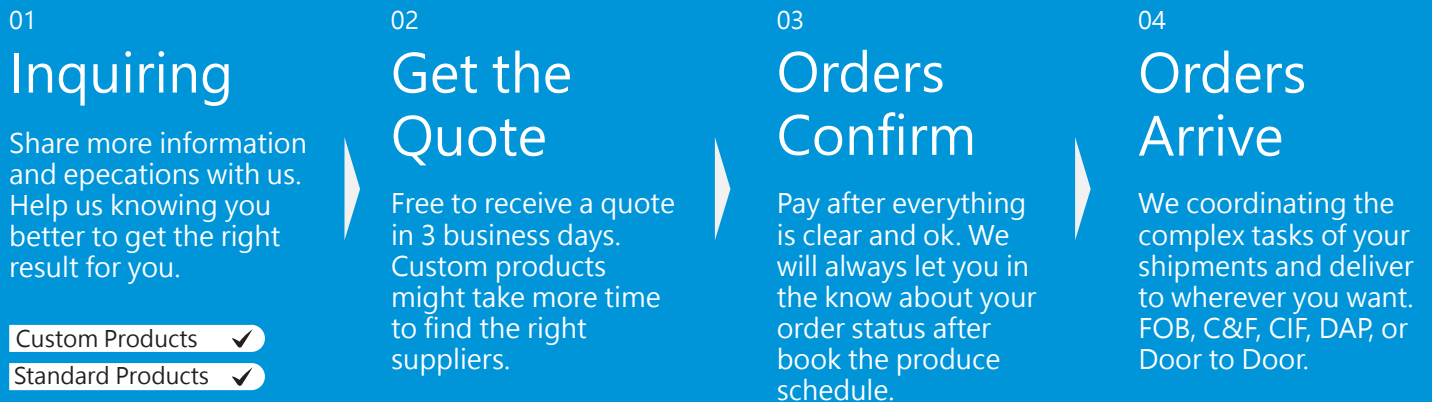 01
Inquiring
Share more information
and epecations with us.
Help us knowing you
better to get the right
result for you.
Custom Products
Standard Products
02
Get the
Quote
Free to receive a quote
in 3 business days.
Custom products
might take more time
to find the right
suppliers.
03
Orders
Confirm
Pay after everything
is clear and ok. We
will always let you in
the know about your
order status after
book the produce
schedule.
04
Orders
Arrive
We coordinating the
complex tasks of your
shipments and deliver
to wherever you want.
FOB, C&F, CIF, DAP, or
Door to Door.